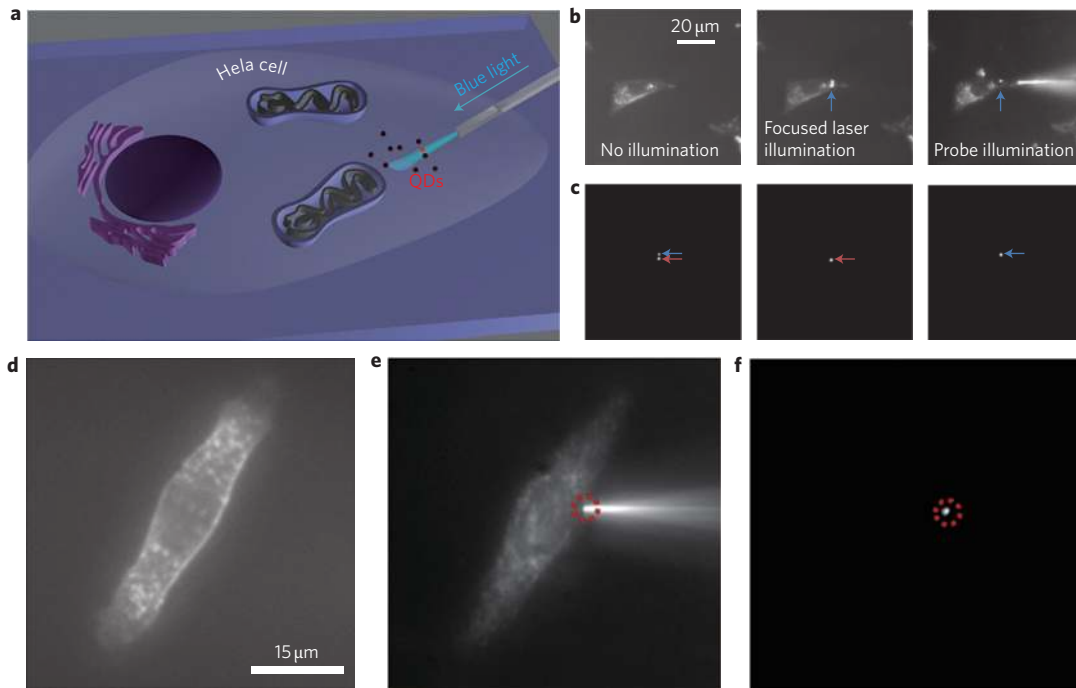 a
Hela cell
Blue light
QDs
b
20 µm
No illumination
Focused laser
illumination
Probe illumination
c
d
15 µm
e
f